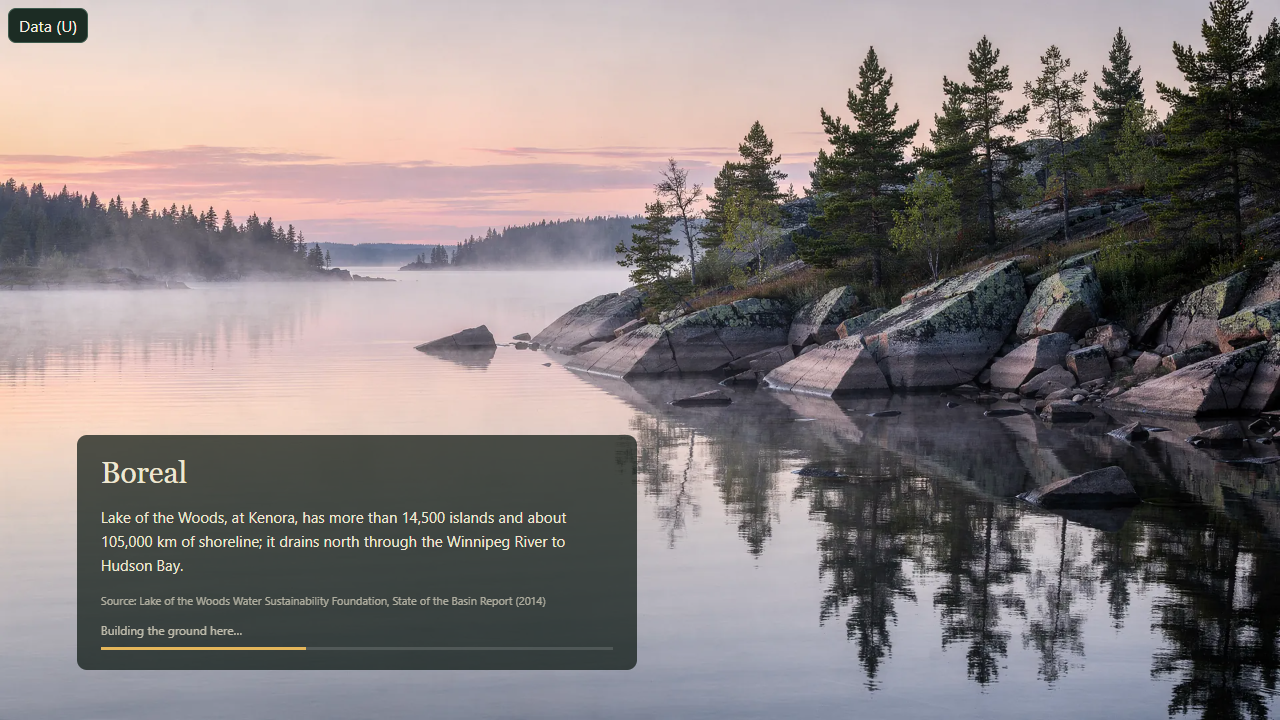 Data (U)
Boreal
Lake of the Woods, at Kenora, has more than 14,500 islands and about
105,000 km of shoreline; it drains north through the Winnipeg River to
Hudson Bay.
Source: Lake of the Woods Water Sustainability Foundation, State of the Basin Report (2014)
Building the ground here...